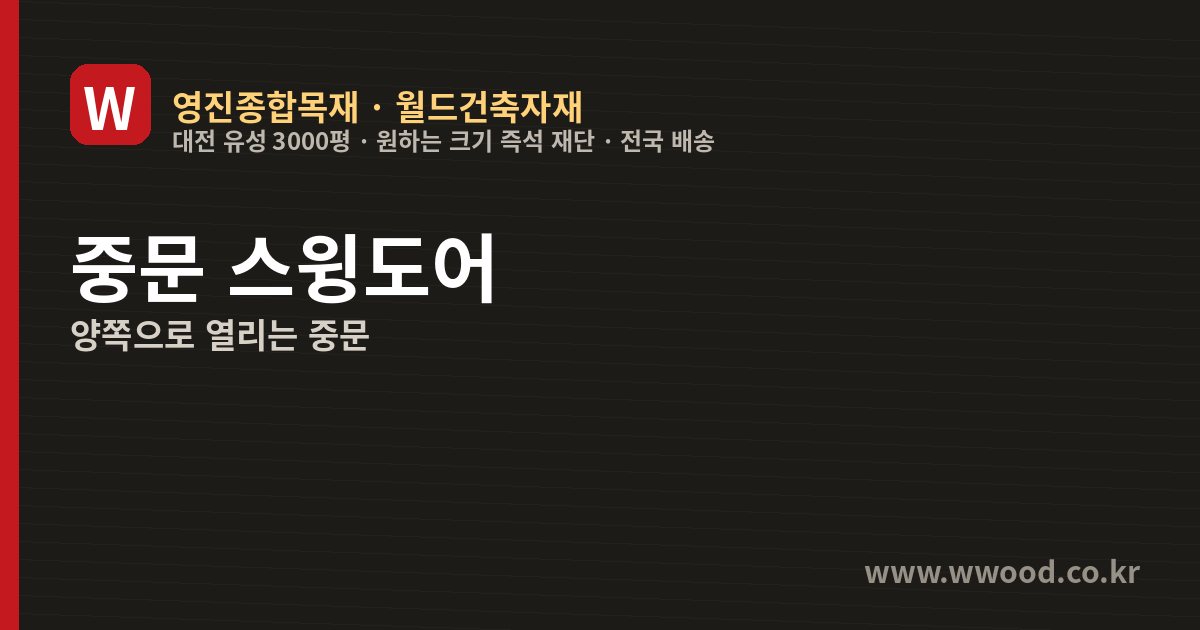 W
영진종합목재 · 월드건축자재
대전 유성 3000평 · 원하는 크기 즉석 재단 · 전국 배송
중문 스윙도어
양쪽으로 열리는 중문
www.wwood.co.kr